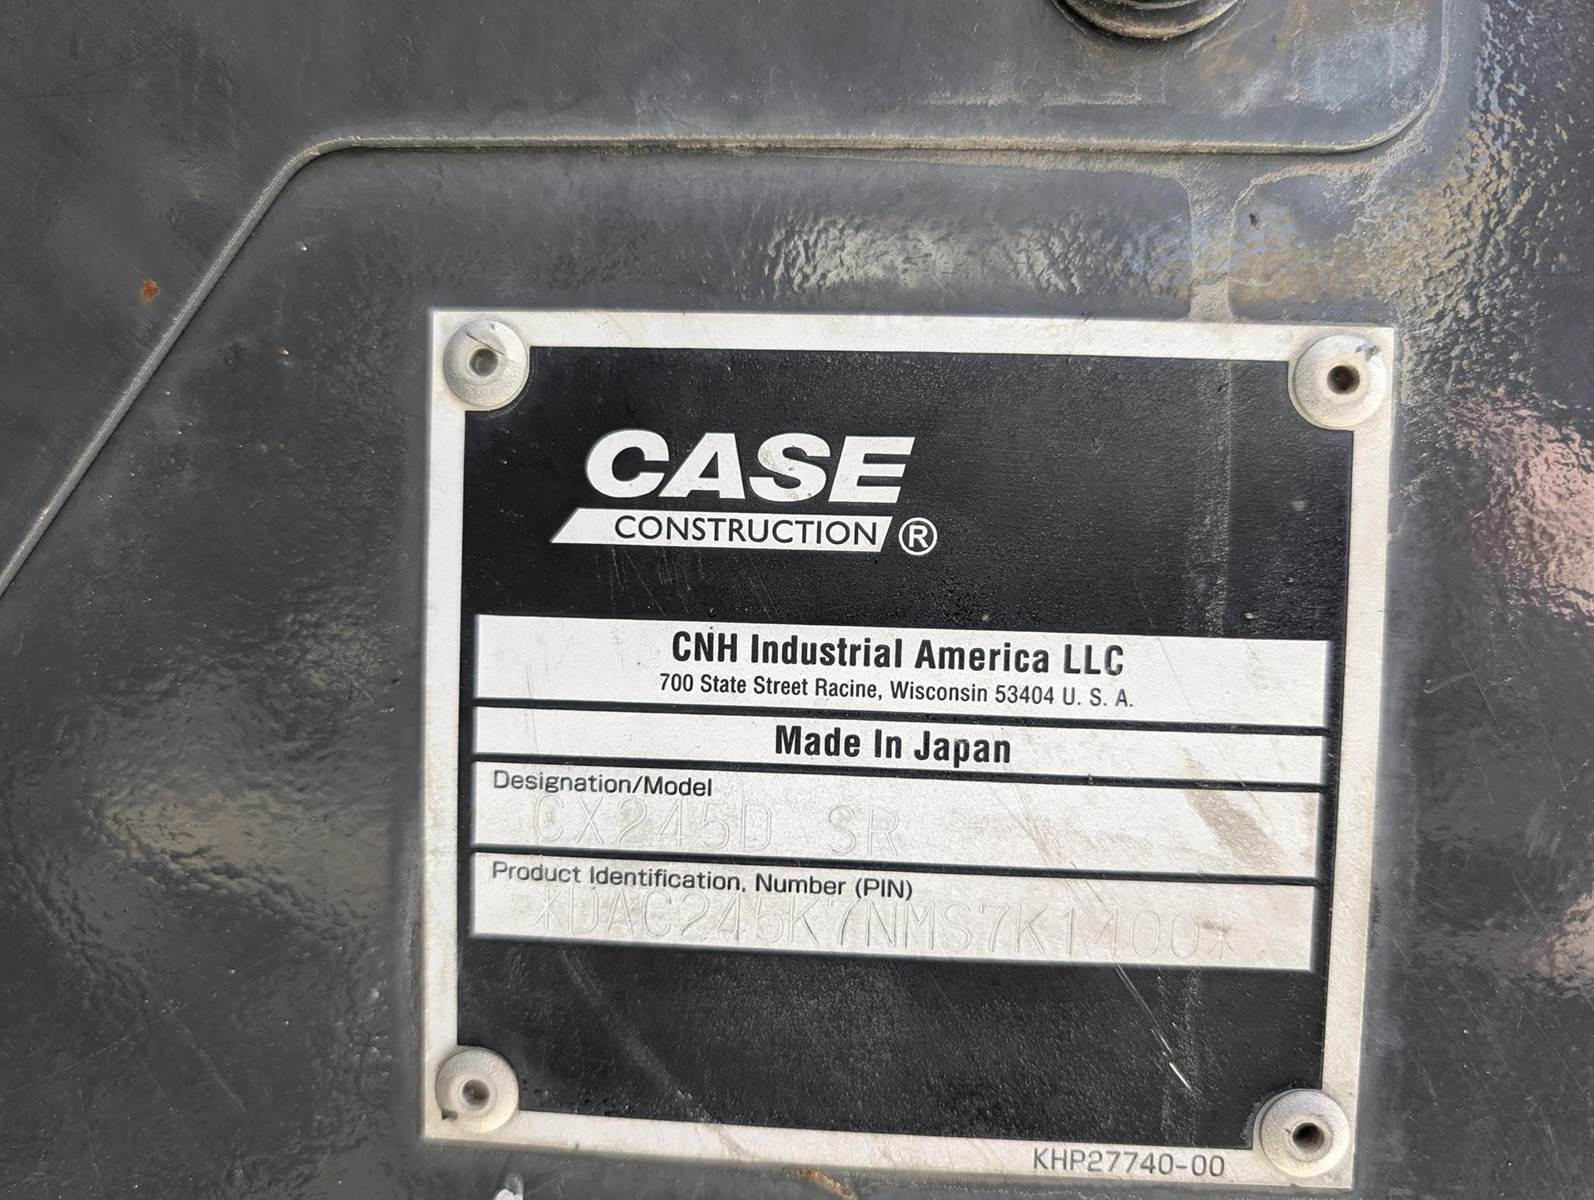 CASE
CONSTRUCTION ®
CNH Industrial America LLC
700 State Street Racine, Wisconsin 53404 U. S. A.
Made In Japan
Designation/Model
CX245D SR
Product Identification, Number (PIN)
*DAC245K7NMS7K1400*
KHP27740-00